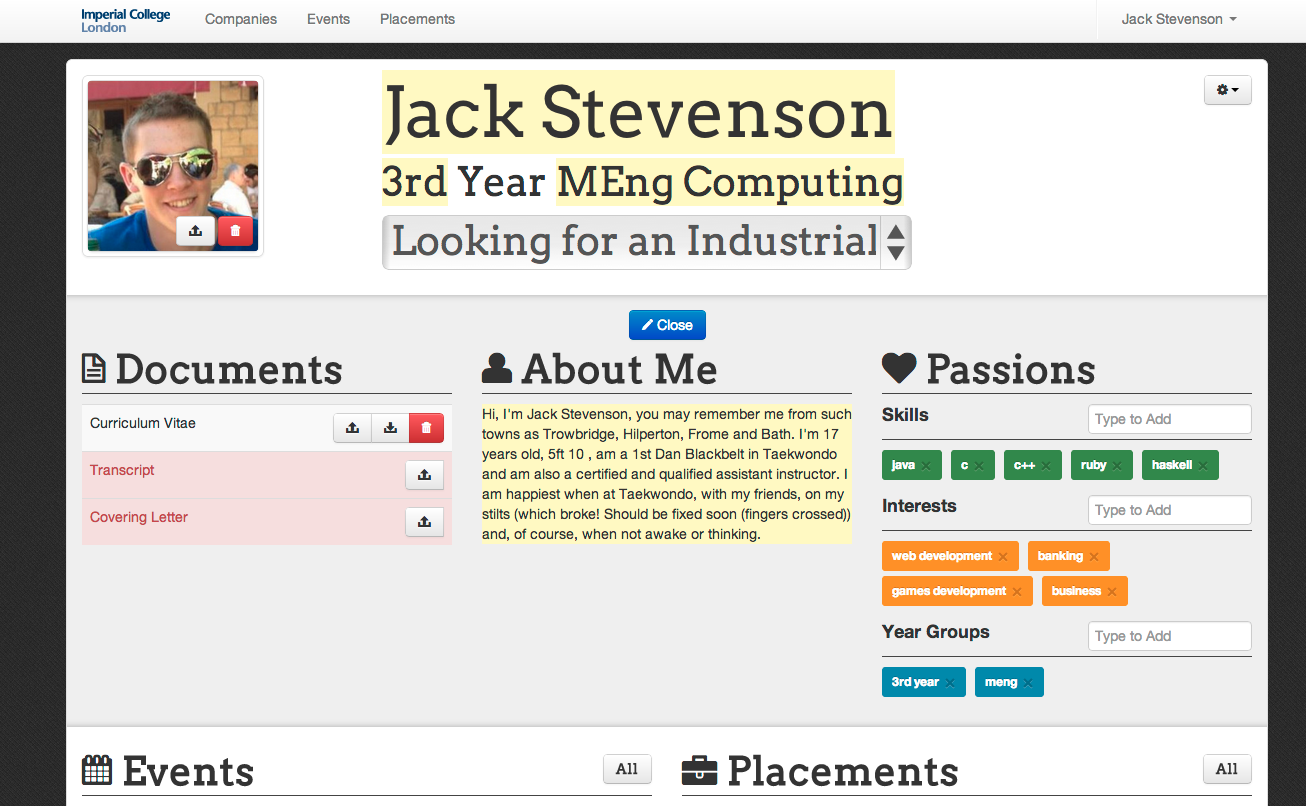 Imperial College
London
Companies
Events
Placements
Jack Stevenson
Jack Stevenson
3rd Year MEng Computing
Looking for an Industrial
Close
Documents
Curriculum Vitae
Transcript
Covering Letter
About Me
Hi, I'm Jack Stevenson, you may remember me from such
towns as Trowbridge, Hilperton, Frome and Bath. I'm 17
years old, 5ft 10 , am a 1st Dan Blackbelt in Taekwondo
and am also a certified and qualified assistant instructor. I
am happiest when at Taekwondo, with my friends, on my
stilts (which broke! Should be fixed soon (fingers crossed))
and, of course, when not awake or thinking.
Passions
Skills
Type to Add
java
c
c++
ruby
haskell
Interests
Type to Add
web development
banking
games development
business
Year Groups
Type to Add
3rd year
meng
Events
All
Placements
All